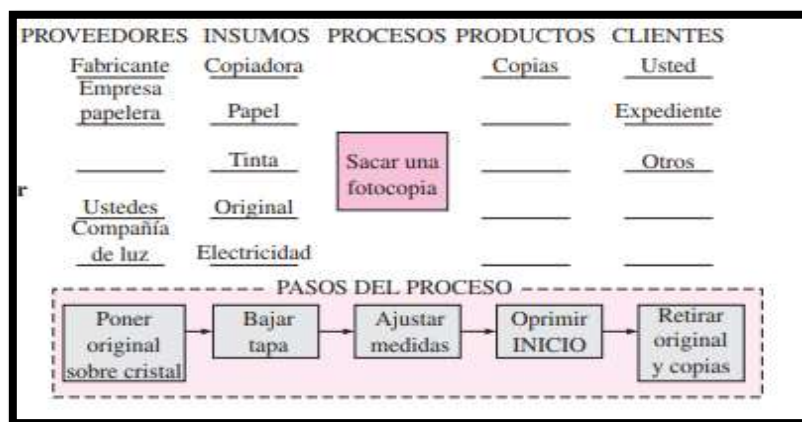 PROVEEDORES INSUMOS PROCESOS PRODUCTOS CLIENTES
Fabricante Copiadora Copias Usted
Empresa
papelera Papel Expediente
Tinta Sacar una Otros
fotocopia
r
Ustedes Original
Compañía
de luz Electricidad
PASOS DEL PROCESO
Poner
original
sobre cristal
Bajar
tapa
Ajustar
medidas
Oprimir
INICIO
Retirar
original
y copias